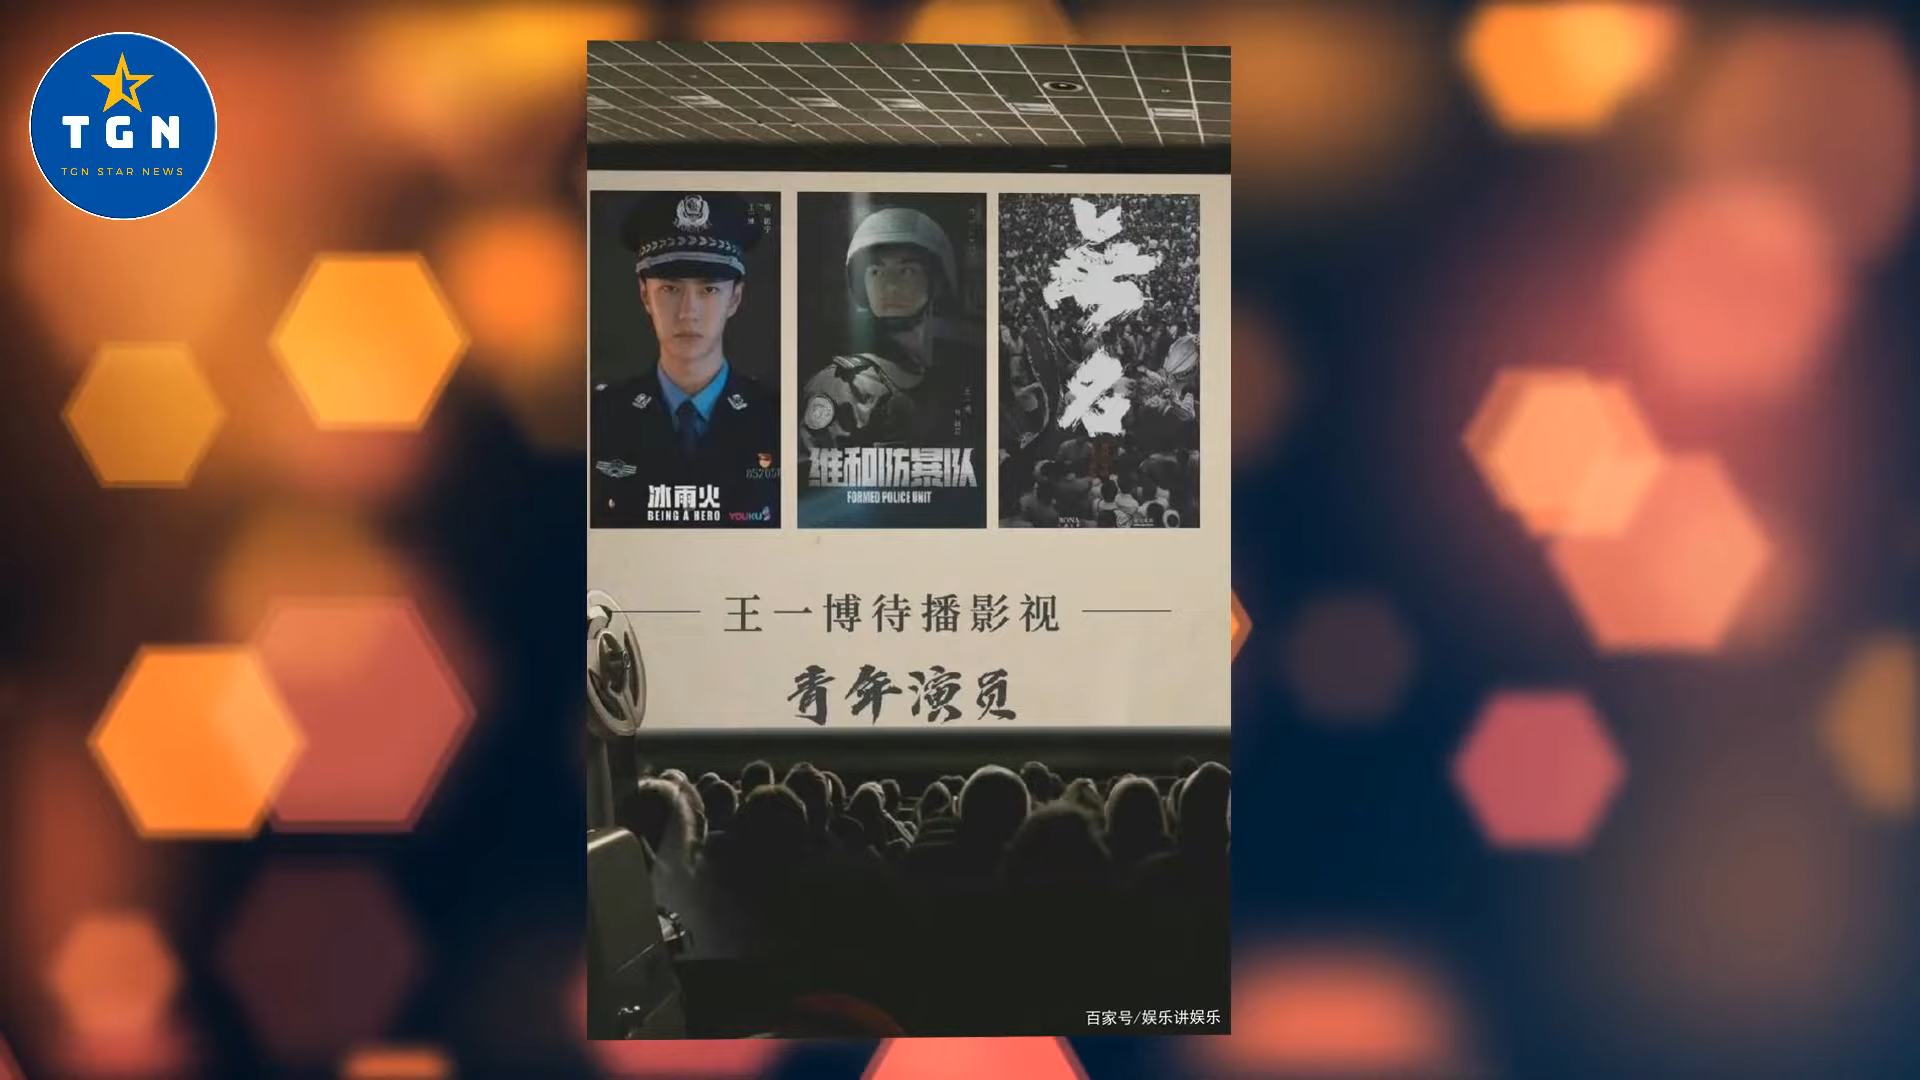 TGN
TGN STAR NEWS
冰雨火
BEING A HERO
YOUKU
维和防暴队
FORMED POLICE UNIT
无名
BONA
王一博待播影视
青年演员
百家号/娱乐讲娱乐